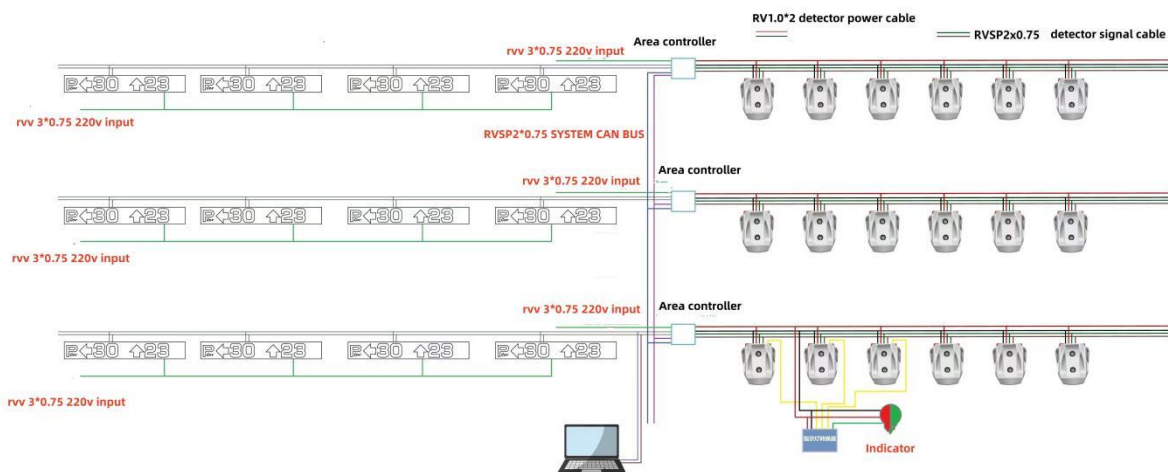 RV1.0*2 detector power cable
RVSP2x0.75 detector signal cable
Area controller
rvv 3*0.75 220v input
P←30 ↑23 P←30 ↑23 P←30 ↑23 P←30 ↑23
rvv 3*0.75 220v input
RVSP2*0.75 SYSTEM CAN BUS
Area controller
rvv 3*0.75 220v input
P←30 ↑23 P←30 ↑23 P←30 ↑23 P←30 ↑23
rvv 3*0.75 220v input
Area controller
rvv 3*0.75 220v input
P←30 ↑23 P←30 ↑23 P←30 ↑23 P←30 ↑23
rvv 3*0.75 220v input
Indicator